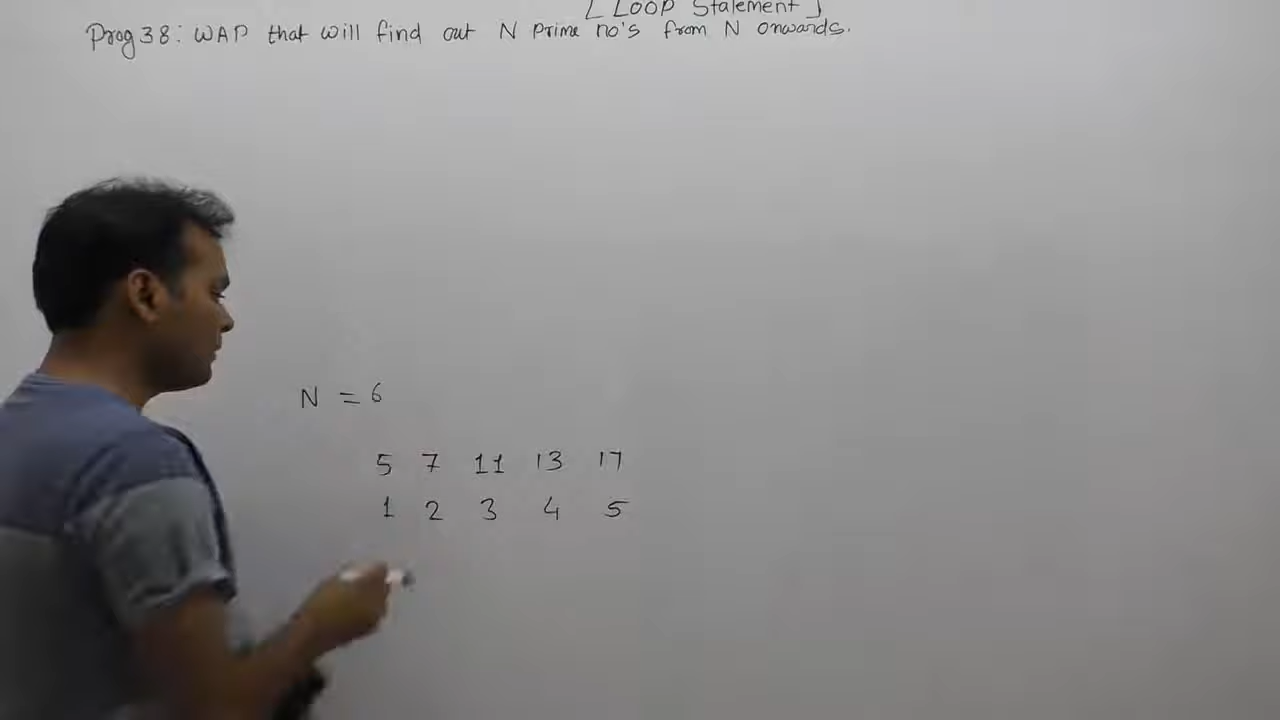 [ Loop Statement ]
Prog 38: WAP that will find out N prime no's from N onwards.
N = 6
5 7 11 13 17
1 2 3 4 5